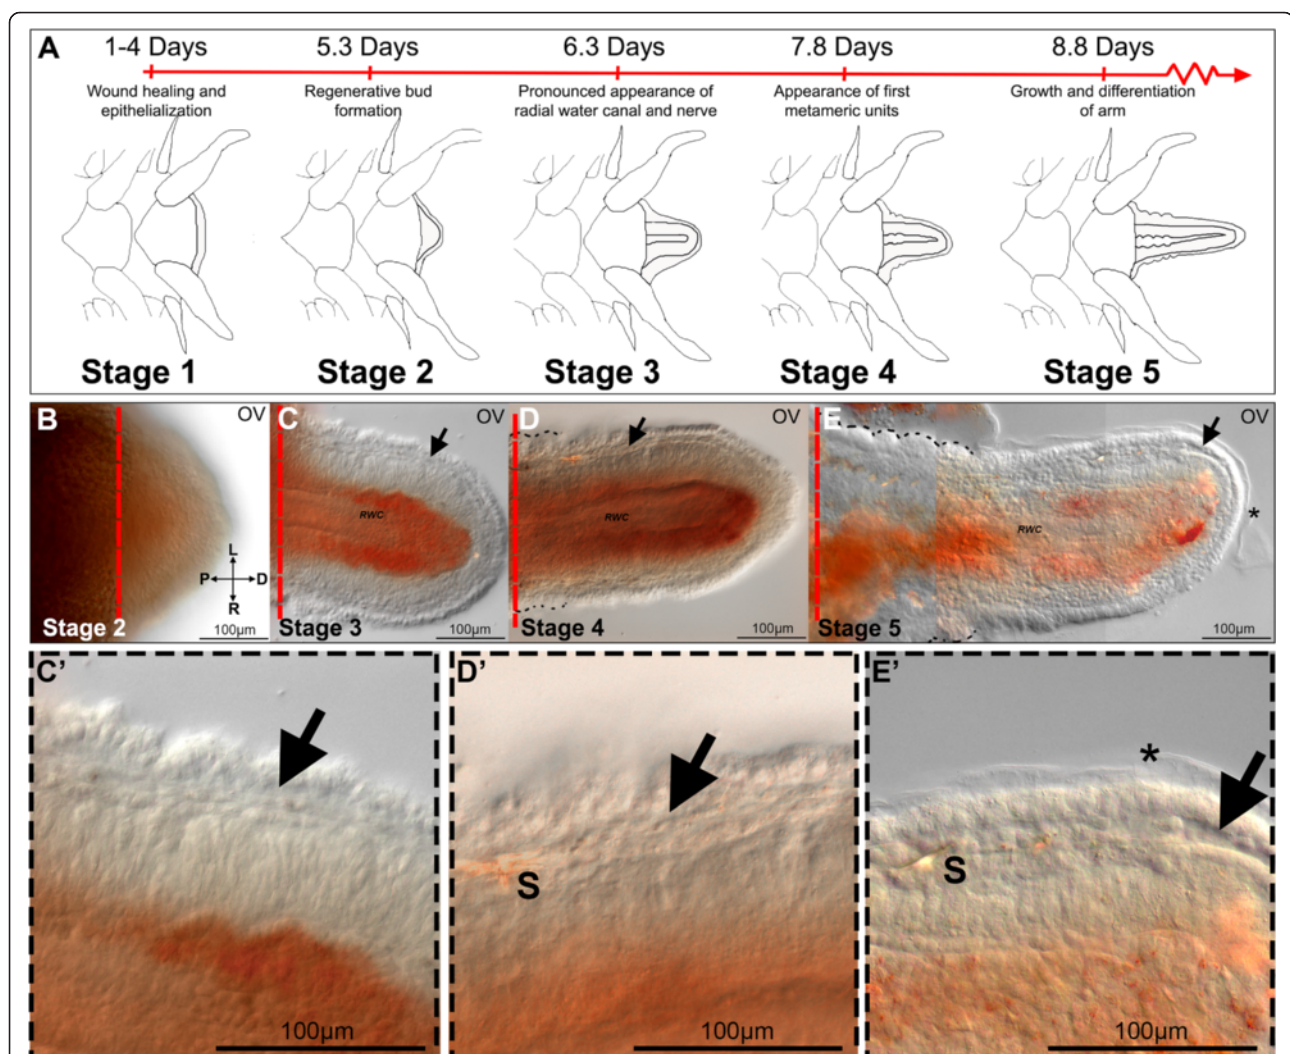 A
1-4 Days 5.3 Days 6.3 Days 7.8 Days 8.8 Days
Wound healing and
epithelialization
Regenerative bud
formation
Pronounced appearance of
radial water canal and nerve
Appearance of first
metameric units
Growth and differentiation
of arm
Stage 1 Stage 2 Stage 3 Stage 4 Stage 5
B OV
L
P D
R
Stage 2
100μm
C OV
RWC
Stage 3
100μm
D OV
RWC
Stage 4
100μm
E OV
RWC
*
Stage 5
100μm
C’
100μm
D’
S
100μm
E’
*
S
100μm